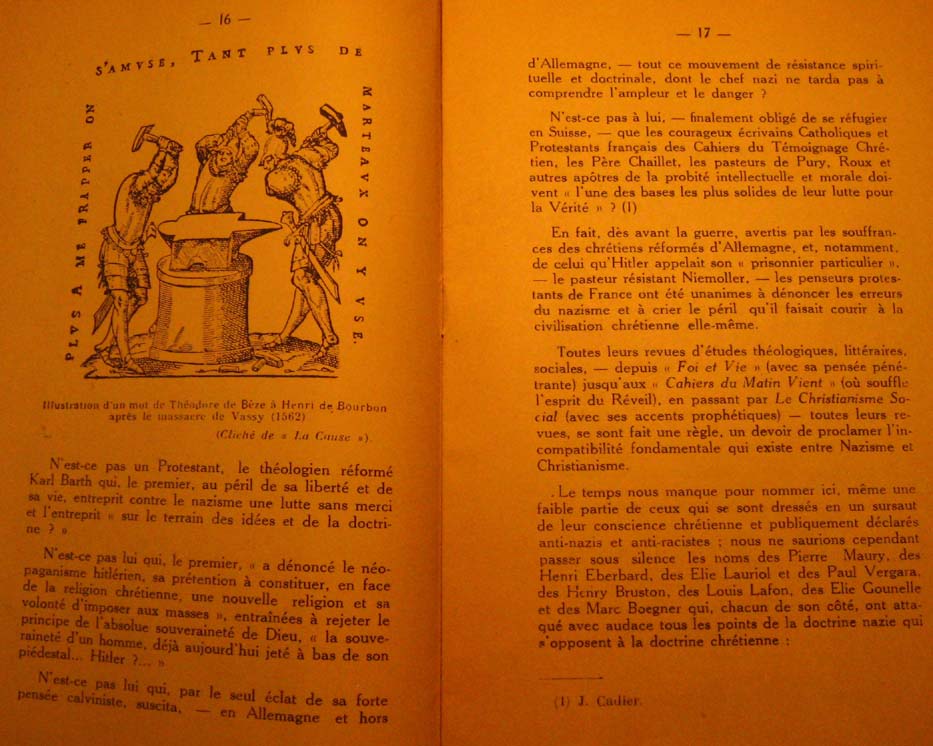 — 16 —
PLVS A ME FRAPPER ON
S'AMVSE, TANT PLVS DE
MARTEAVX ON Y VSE.
Illustration d'un mot de Théodore de Bèze à Henri de Bourbon
après le massacre de Vassy (1562)
(Cliché de « La Cause »).
N'est-ce pas un Protestant, le théologien réformé
Karl Barth qui, le premier, au péril de sa liberté et de
sa vie, entreprit contre le nazisme une lutte sans merci
et l'entreprit « sur le terrain des idées et de la doctri-
ne ? »
N'est-ce pas lui qui, le premier, « a dénoncé le néo-
paganisme hitlérien, sa prétention à constituer, en face
de la religion chrétienne, une nouvelle religion et sa
volonté d'imposer aux masses », entraînées à rejeter le
principe de l'absolue souveraineté de Dieu, « la souve-
raineté d'un homme, déjà aujourd'hui jeté à bas de son
piédestal... Hitler ?... »
N'est-ce pas lui qui, par le seul éclat de sa forte
pensée calviniste, suscita, — en Allemagne et hors
— 17 —
d'Allemagne, — tout ce mouvement de résistance spiri-
tuelle et doctrinale, dont le chef nazi ne tarda pas à
comprendre l'ampleur et le danger ?
N'est-ce pas à lui, — finalement obligé de se réfugier
en Suisse, — que les courageux écrivains Catholiques et
Protestants français des Cahiers du Témoignage Chré-
tien, les Père Chaillet, les pasteurs de Pury, Roux et
autres apôtres de la probité intellectuelle et morale doi-
vent « l'une des bases les plus solides de leur lutte pour
la Vérité » ? (1)
En fait, dès avant la guerre, avertis par les souffran-
ces des chrétiens réformés d'Allemagne, et, notamment,
de celui qu'Hitler appelait son « prisonnier particulier »,
— le pasteur résistant Niemoller, — les penseurs protes-
tants de France ont été unanimes à dénoncer les erreurs
du nazisme et à crier le péril qu'il faisait courir à la
civilisation chrétienne elle-même.
Toutes leurs revues d'études théologiques, littéraires,
sociales, — depuis « Foi et Vie » (avec sa pensée péné-
trante) jusqu'aux « Cahiers du Matin Vient » (où souffle
l'esprit du Réveil), en passant par Le Christianisme So-
cial (avec ses accents prophétiques) — toutes leurs re-
vues, se sont fait une règle, un devoir de proclamer l'in-
compatibilité fondamentale qui existe entre Nazisme et
Christianisme.
Le temps nous manque pour nommer ici, même une
faible partie de ceux qui se sont dressés en un sursaut
de leur conscience chrétienne et publiquement déclarés
anti-nazis et anti-racistes ; nous ne saurions cependant
passer sous silence les noms des Pierre Maury, des
Henri Eberbard, des Elie Lauriol et des Paul Vergara,
des Henry Bruston, des Louis Lafon, des Elie Gounelle
et des Marc Boegner qui, chacun de son côté, ont atta-
qué avec audace tous les points de la doctrine nazie qui
s'opposent à la doctrine chrétienne :
(1) J. Cadier.